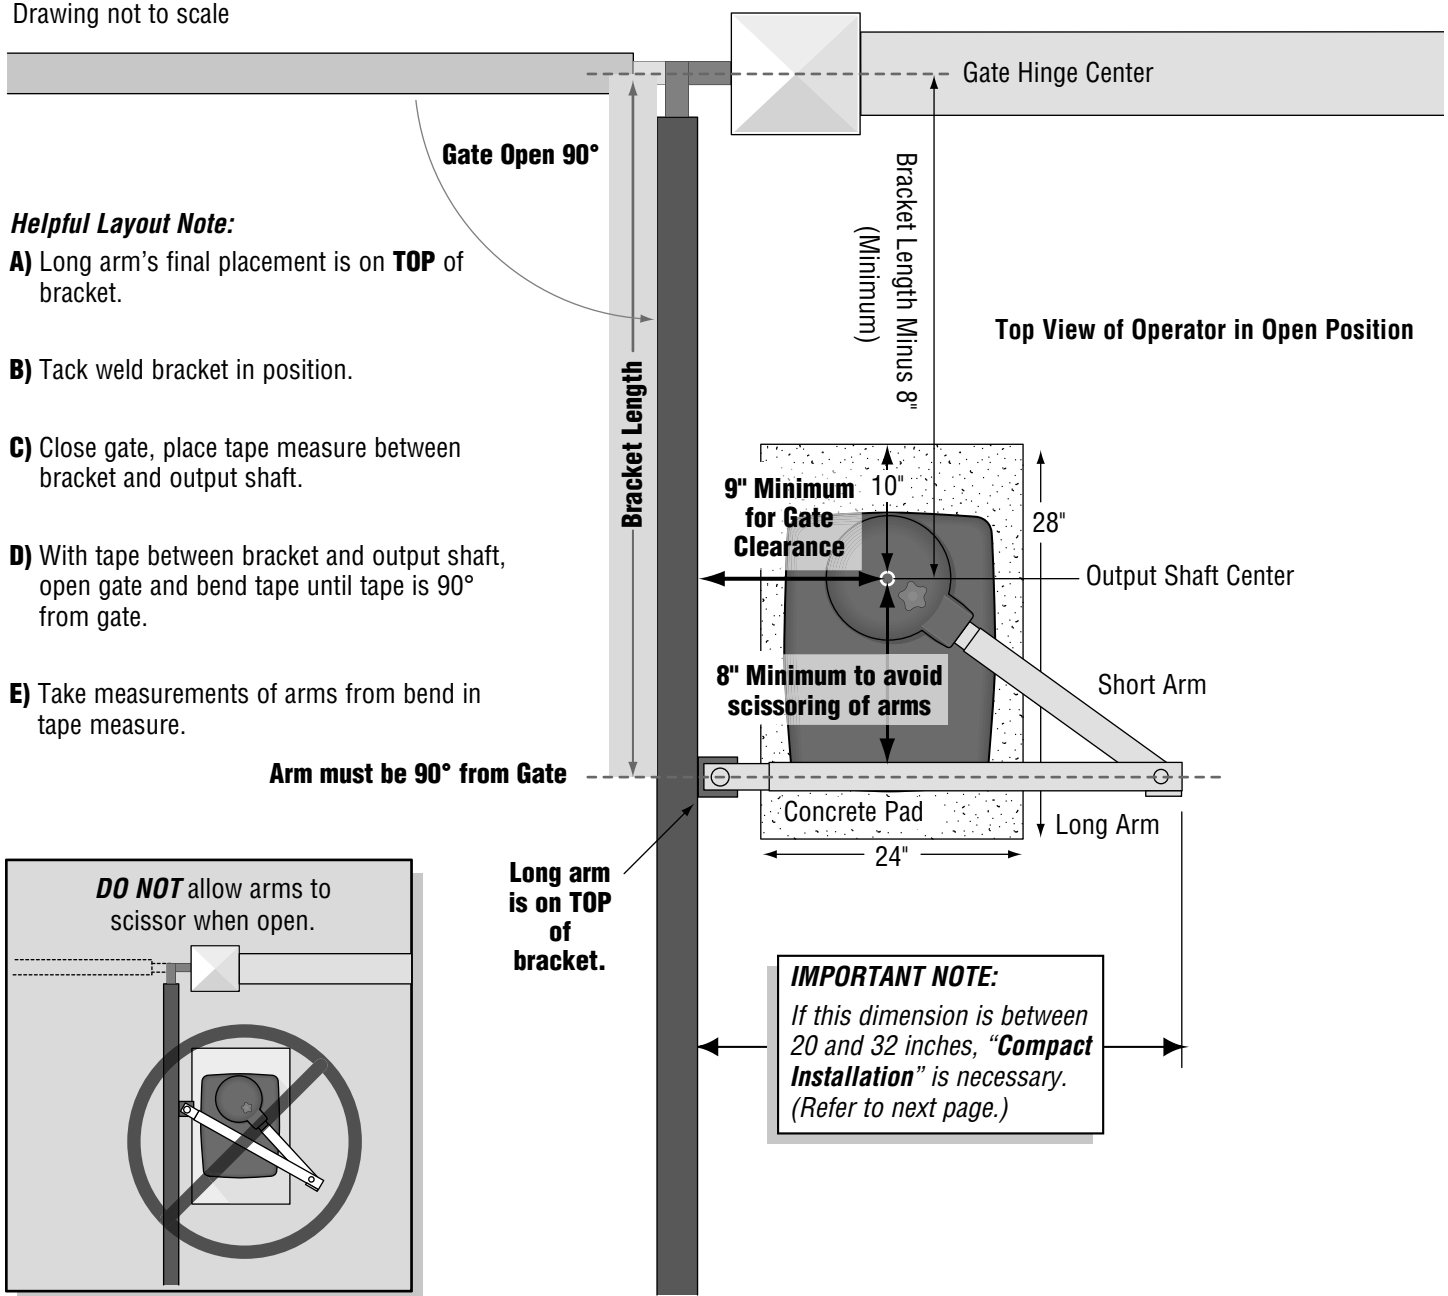 Drawing not to scale
Gate Hinge Center
Gate Open 90°
Bracket Length Minus 8"
(Minimum)
Helpful Layout Note:
A) Long arm's final placement is on TOP of
bracket.
B) Tack weld bracket in position.
C) Close gate, place tape measure between
bracket and output shaft.
D) With tape between bracket and output shaft,
open gate and bend tape until tape is 90°
from gate.
E) Take measurements of arms from bend in
tape measure.
Top View of Operator in Open Position
Bracket Length
9" Minimum
for Gate
Clearance
10"
28"
Output Shaft Center
8" Minimum to avoid
scissoring of arms
Short Arm
Arm must be 90° from Gate
Concrete Pad
Long Arm
24"
Long arm
is on TOP
of
bracket.
DO NOT allow arms to
scissor when open.
IMPORTANT NOTE:
If this dimension is between
20 and 32 inches, “Compact
Installation” is necessary.
(Refer to next page.)